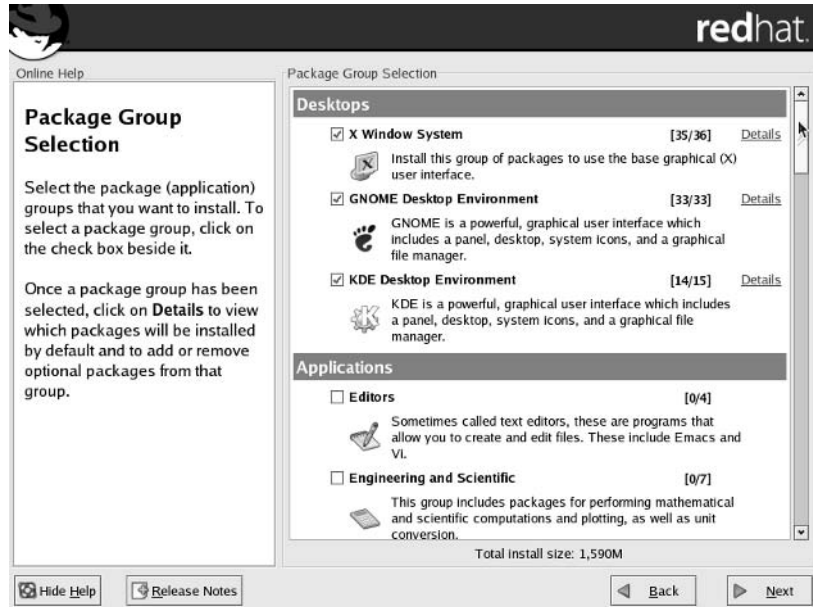 redhat.
Online Help
Package Group
Selection
Select the package (application)
groups that you want to install. To
select a package group, click on
the check box beside it.
Once a package group has been
selected, click on Details to view
which packages will be installed
by default and to add or remove
optional packages from that
group.
Package Group Selection
Desktops
X Window System [35/36] Details
Install this group of packages to use the base graphical (X)
user interface.
GNOME Desktop Environment [33/33] Details
GNOME is a powerful, graphical user interface which
includes a panel, desktop, system icons, and a graphical
file manager.
KDE Desktop Environment [14/15] Details
KDE is a powerful, graphical user interface which includes
a panel, desktop, system icons, and a graphical file
manager.
Applications
Editors [0/4]
Sometimes called text editors, these are programs that
allow you to create and edit files. These include Emacs and
Vi.
Engineering and Scientific [0/7]
This group includes packages for performing mathematical
and scientific computations and plotting, as well as unit
conversion.
Total install size: 1,590M
Hide Help Release Notes Back Next